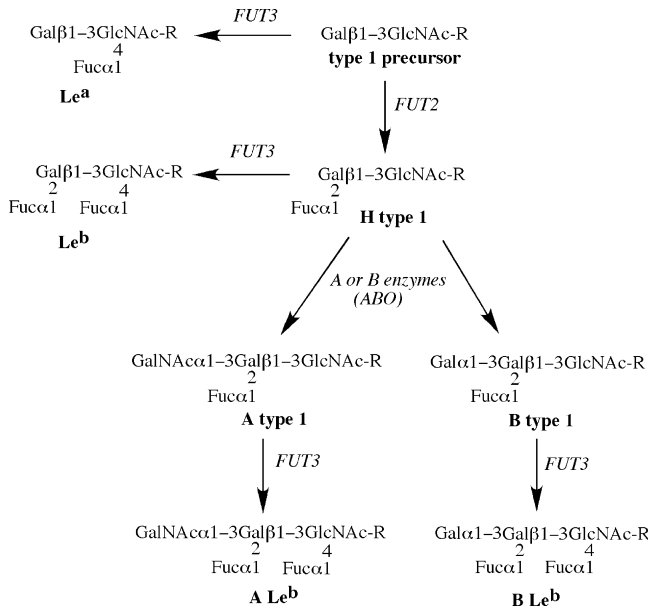 FUT3
Galβ1–3GlcNAc-R
Galβ1–3GlcNAc-R
4
type 1 precursor
Fucα1
Leᵃ
FUT2
FUT3
Galβ1–3GlcNAc-R
Galβ1–3GlcNAc-R
2 4
2
Fucα1 Fucα1
Fucα1
H type 1
Leᵇ
A or B enzymes
(ABO)
GalNAcα1–3Galβ1–3GlcNAc-R
Galα1–3Galβ1–3GlcNAc-R
2
2
Fucα1
Fucα1
A type 1
B type 1
FUT3
FUT3
GalNAcα1–3Galβ1–3GlcNAc-R
Galα1–3Galβ1–3GlcNAc-R
2 4
2 4
Fucα1 Fucα1
Fucα1 Fucα1
A Leᵇ
B Leᵇ